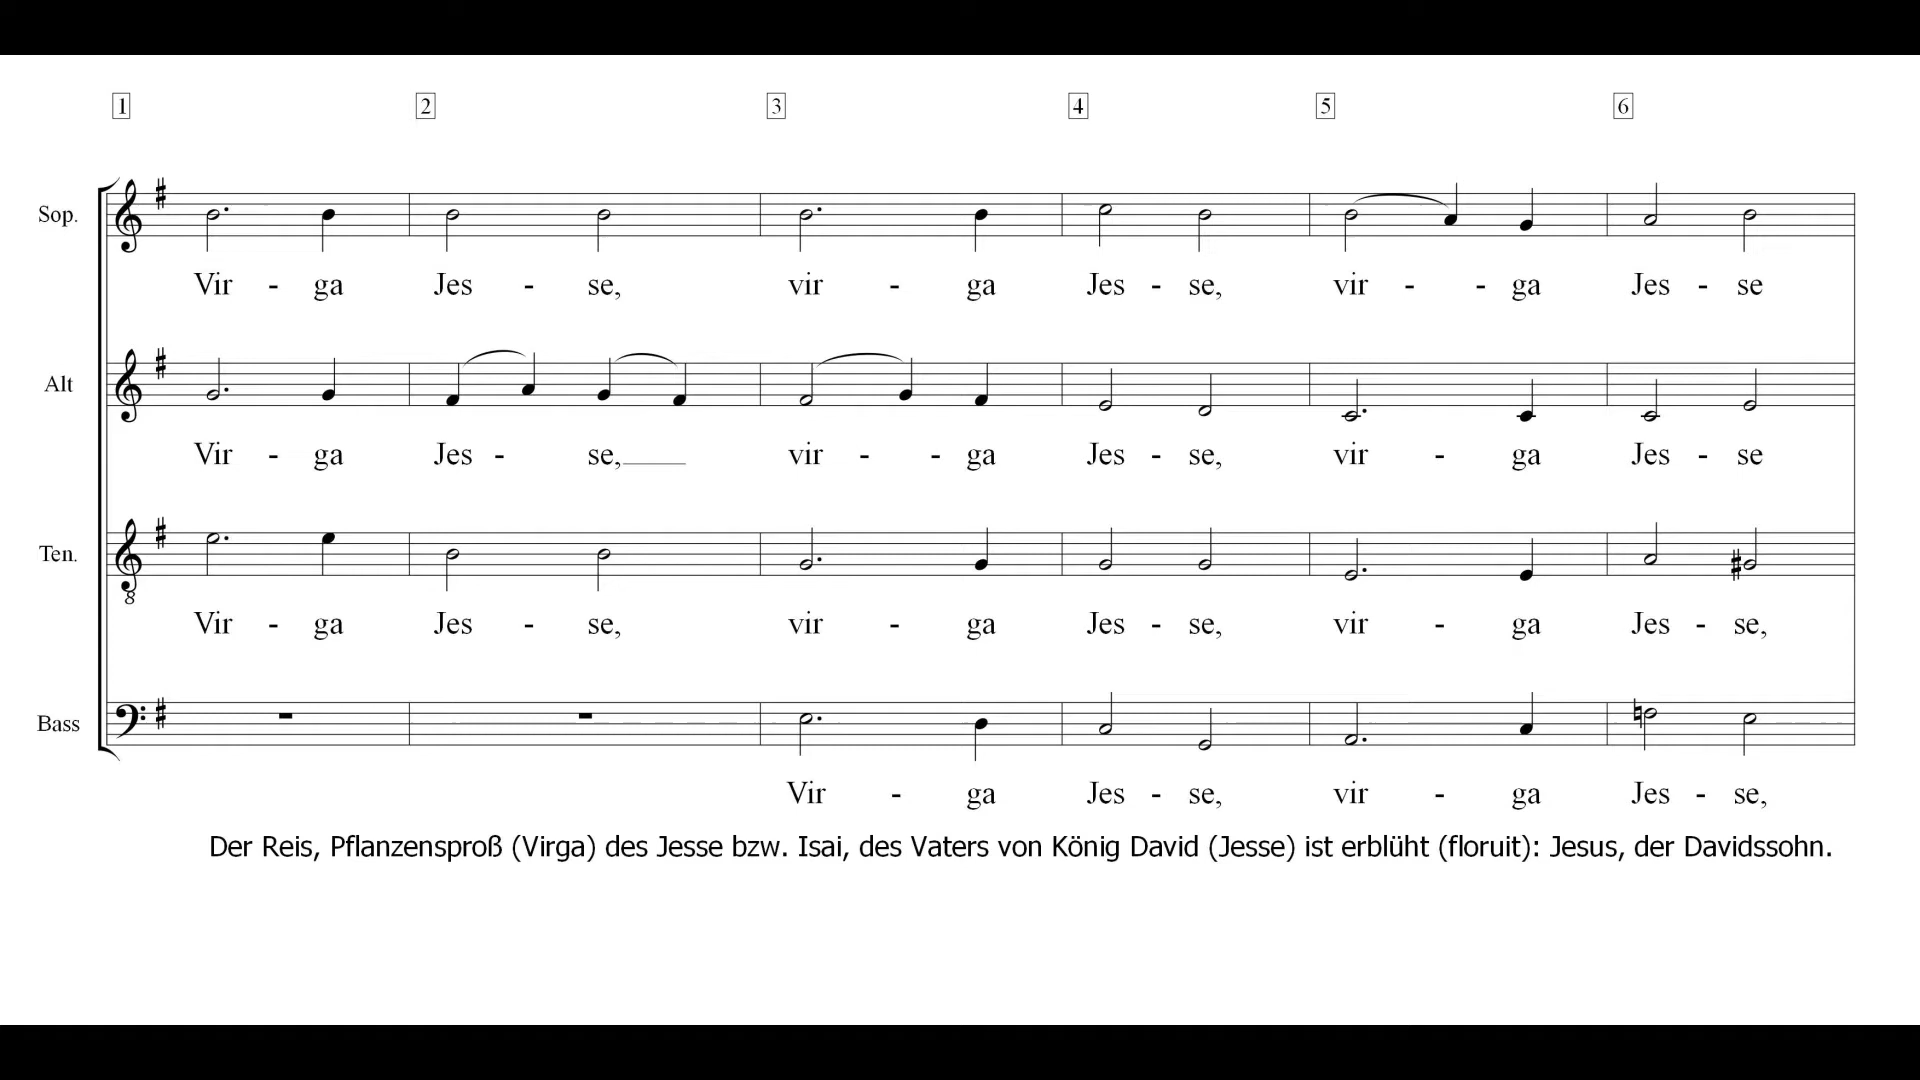 1 2 3 4 5 6
Sop.
Vir - ga Jes - se, vir - ga Jes - se, vir - - ga Jes - se
Alt
Vir - ga Jes - se, vir - - ga Jes - se, vir - ga Jes - se
Ten.
8
Vir - ga Jes - se, vir - ga Jes - se, vir - ga Jes - se,
Bass
Vir - ga Jes - se, vir - ga Jes - se,
Der Reis, Pflanzensproß (Virga) des Jesse bzw. Isai, des Vaters von König David (Jesse) ist erblüht (floruit): Jesus, der Davidssohn.